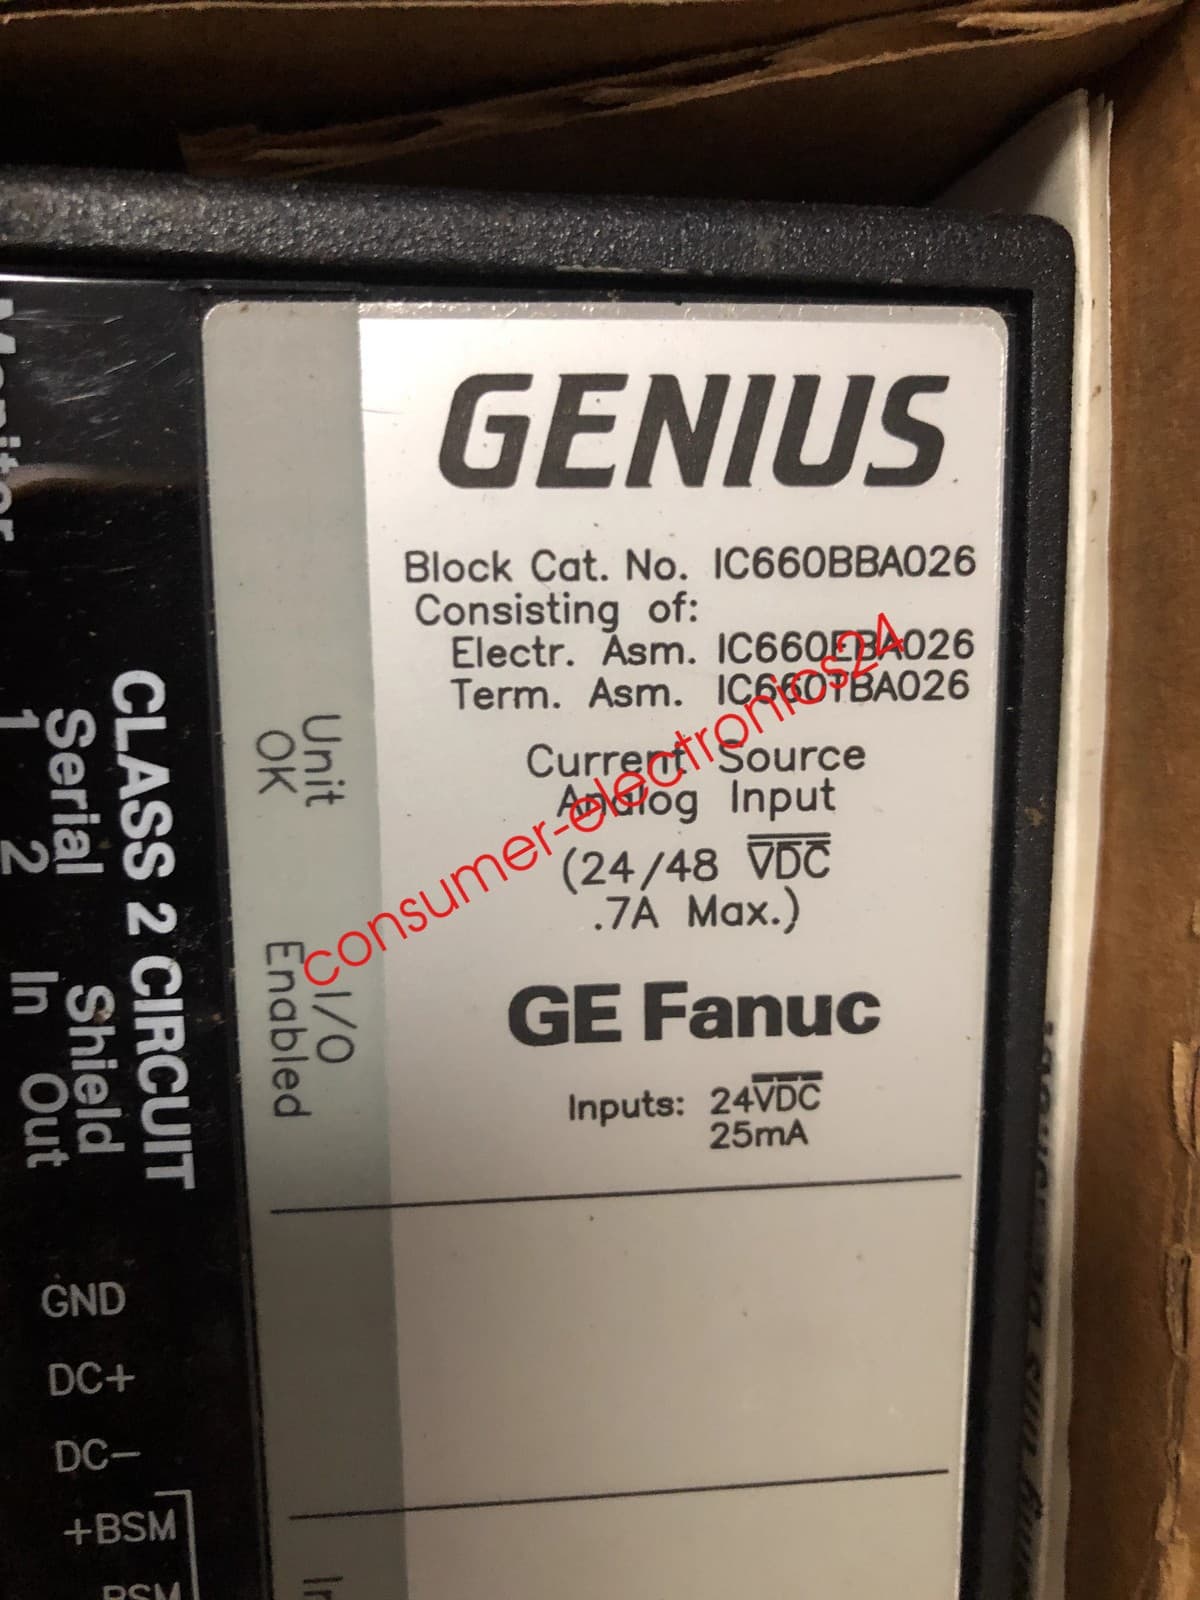 GENIUS
Block Cat. No. IC660BBA026
Consisting of:
Electr. Asm. IC660EBA026
Term. Asm. IC660TBA026
Current Source
Analog Input
(24/48 VDC
.7A Max.)
GE Fanuc
Inputs: 24VDC
25mA
Unit
OK
I/O
Enabled
CLASS 2 CIRCUIT
Serial Shield
1 2 In Out
Monitor
GND
DC+
DC-
+BSM
BSM
consumer-electronics24